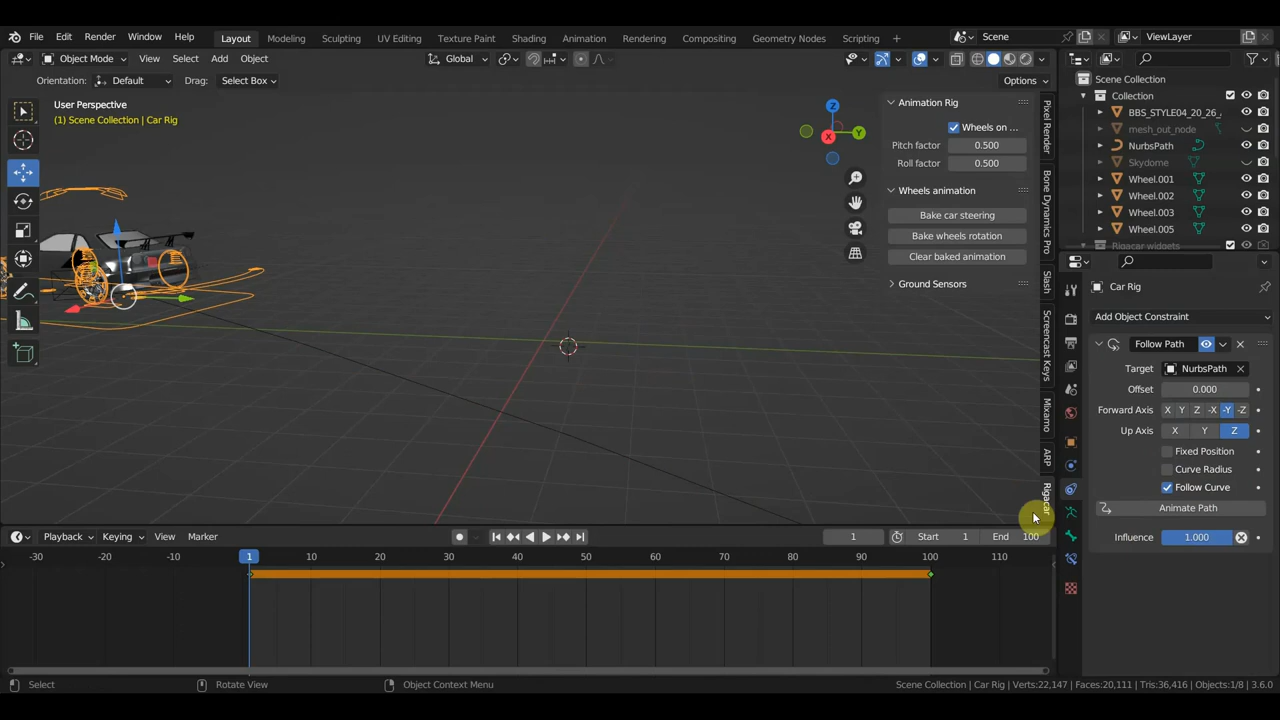 File Edit Render Window Help Layout Modeling Sculpting UV Editing Texture Paint Shading Animation Rendering Compositing Geometry Nodes Scripting + Scene ViewLayer
Object Mode View Select Add Object Global
Orientation: Default Drag: Select Box Options
User Perspective
(1) Scene Collection | Car Rig
Z
X
Y
Animation Rig
Wheels on ...
Pitch factor 0.500
Roll factor 0.500
Wheels animation
Bake car steering
Bake wheels rotation
Clear baked animation
Ground Sensors
Pixel Render
Bone Dynamics Pro
Slash
Screencast Keys
Mixamo
ARP
Rigacar
Scene Collection
Collection
BBS_STYLE04_20_26_
mesh_out_node
NurbsPath
Skydome
Wheel.001
Wheel.002
Wheel.003
Wheel.005
Rigacar widgets
Car Rig
Add Object Constraint
Follow Path
Target NurbsPath
Offset 0.000
Forward Axis X Y Z -X -Y -Z
Up Axis X Y Z
Fixed Position
Curve Radius
Follow Curve
Animate Path
Influence 1.000
Playback Keying View Marker 1 Start 1 End 100
-30 -20 -10 1 10 20 30 40 50 60 70 80 90 100 110
Select Rotate View Object Context Menu Scene Collection | Car Rig | Verts:22,147 | Faces:20,111 | Tris:36,416 | Objects:1/8 | 3.6.0